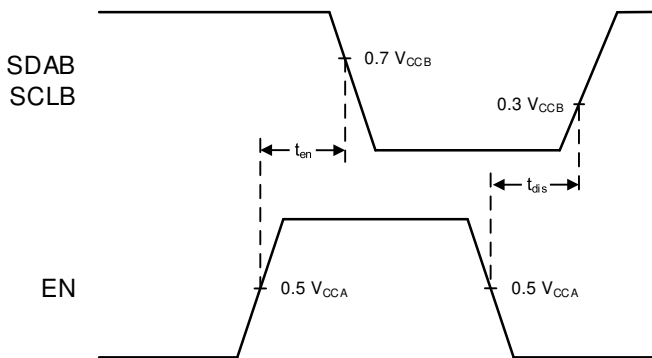 SDAB
SCLB
0.7 VCCB
0.3 VCCB
ten
tdis
EN
0.5 VCCA
0.5 VCCA